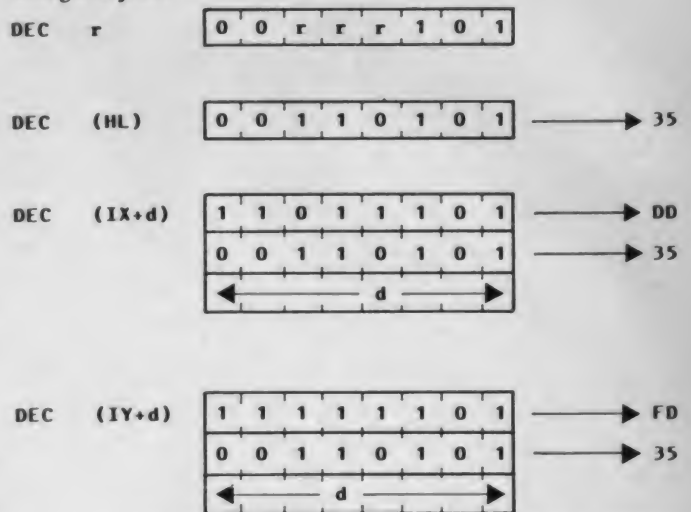 DEC r 0 0 r r r 1 0 1
DEC (HL) 0 0 1 1 0 1 0 1 35
DEC (IX+d) 1 1 0 1 1 1 0 1 DD
0 0 1 1 0 1 0 1 35
d
DEC (IY+d) 1 1 1 1 1 1 0 1 FD
0 0 1 1 0 1 0 1 35
d